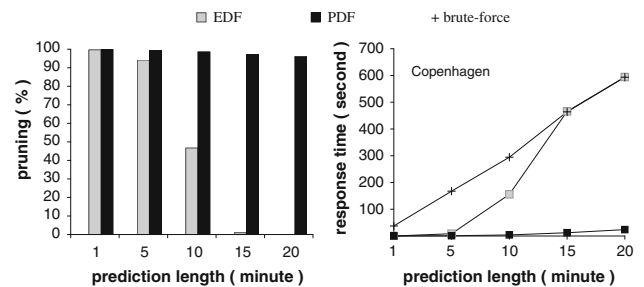 EDF PDF brute-force
pruning ( % )
100
90
80
70
60
50
40
30
20
10
0
1 5 10 15 20
prediction length ( minute )
response time ( second )
700
600
500
400
300
200
100
Copenhagen
1 5 10 15 20
prediction length ( minute )